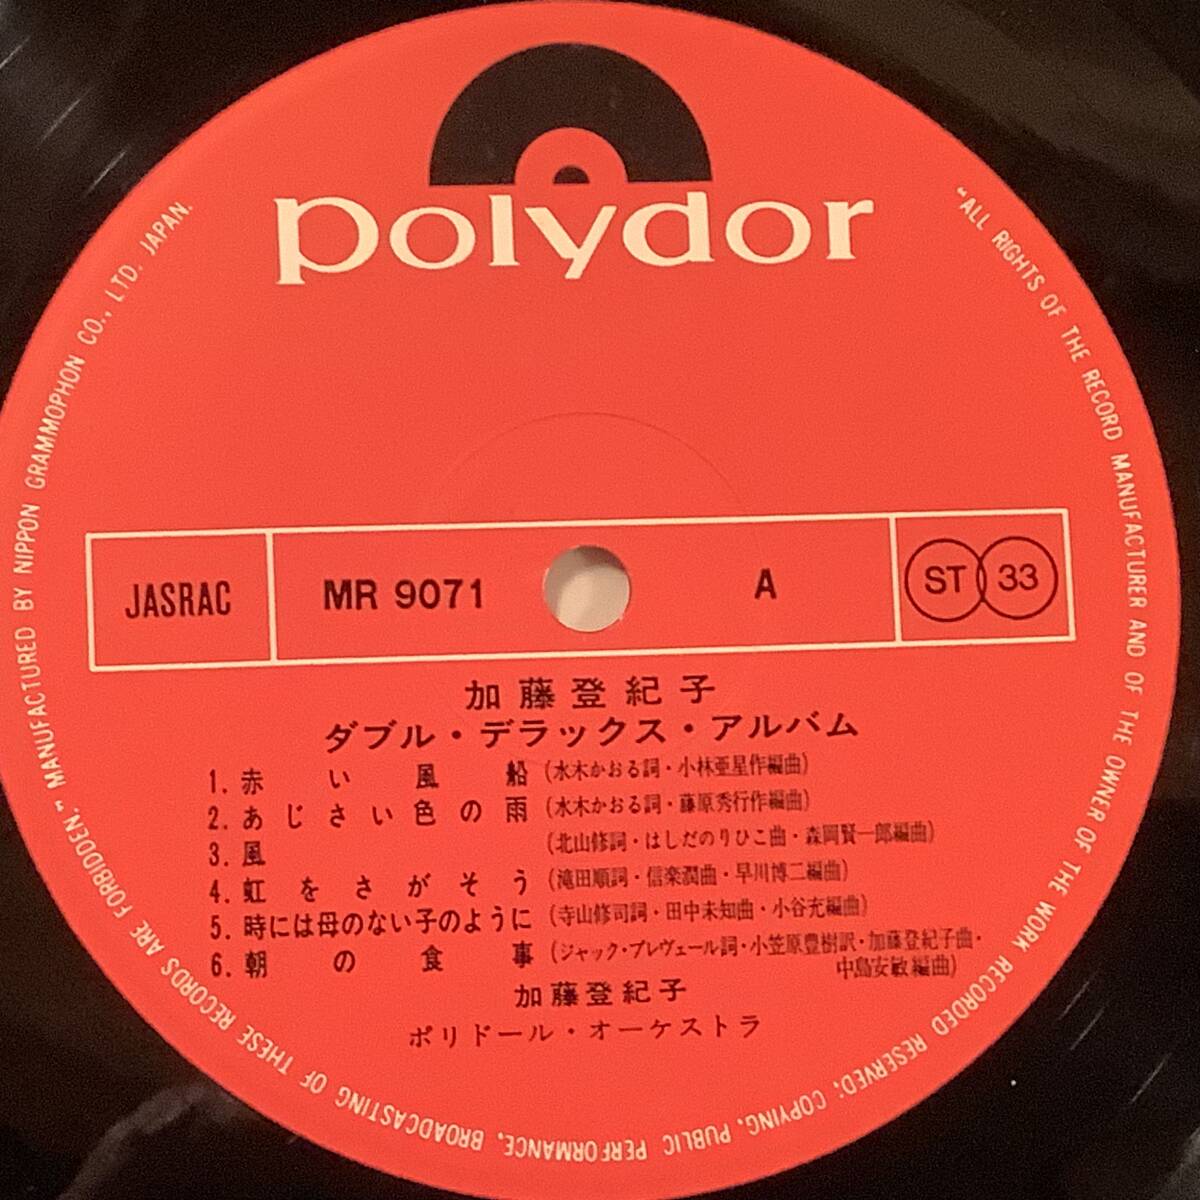 polydor
JASRAC
MR 9071
A
ST 33
加藤登紀子
ダブル・デラックス・アルバム
1. 赤い風船 (水木かおる詞・小林亜星作編曲)
2. あじさい色の雨 (水木かおる詞・藤原秀行作編曲)
3. 風 (北山修詞・はしだのりひこ曲・森岡賢一郎編曲)
4. 虹をさがそう (滝田順詞・信楽潤曲・早川博二編曲)
5. 時には母のない子のように (寺山修司詞・田中未知曲・小谷充編曲)
6. 朝の食事 (ジャック・プレヴェール詞・小笠原豊樹訳・加藤登紀子曲・
中島安敏編曲)
加藤登紀子
ポリドール・オーケストラ
"ALL RIGHTS OF THE RECORD MANUFACTURER AND OF THE OWNER OF THE WORK RECORDED RESERVED; COPYING, PUBLIC PERFORMANCE, BROADCASTING OF THESE RECORDS ARE FORBIDDEN." MANUFACTURED BY NIPPON GRAMMOPHON CO., LTD. JAPAN.